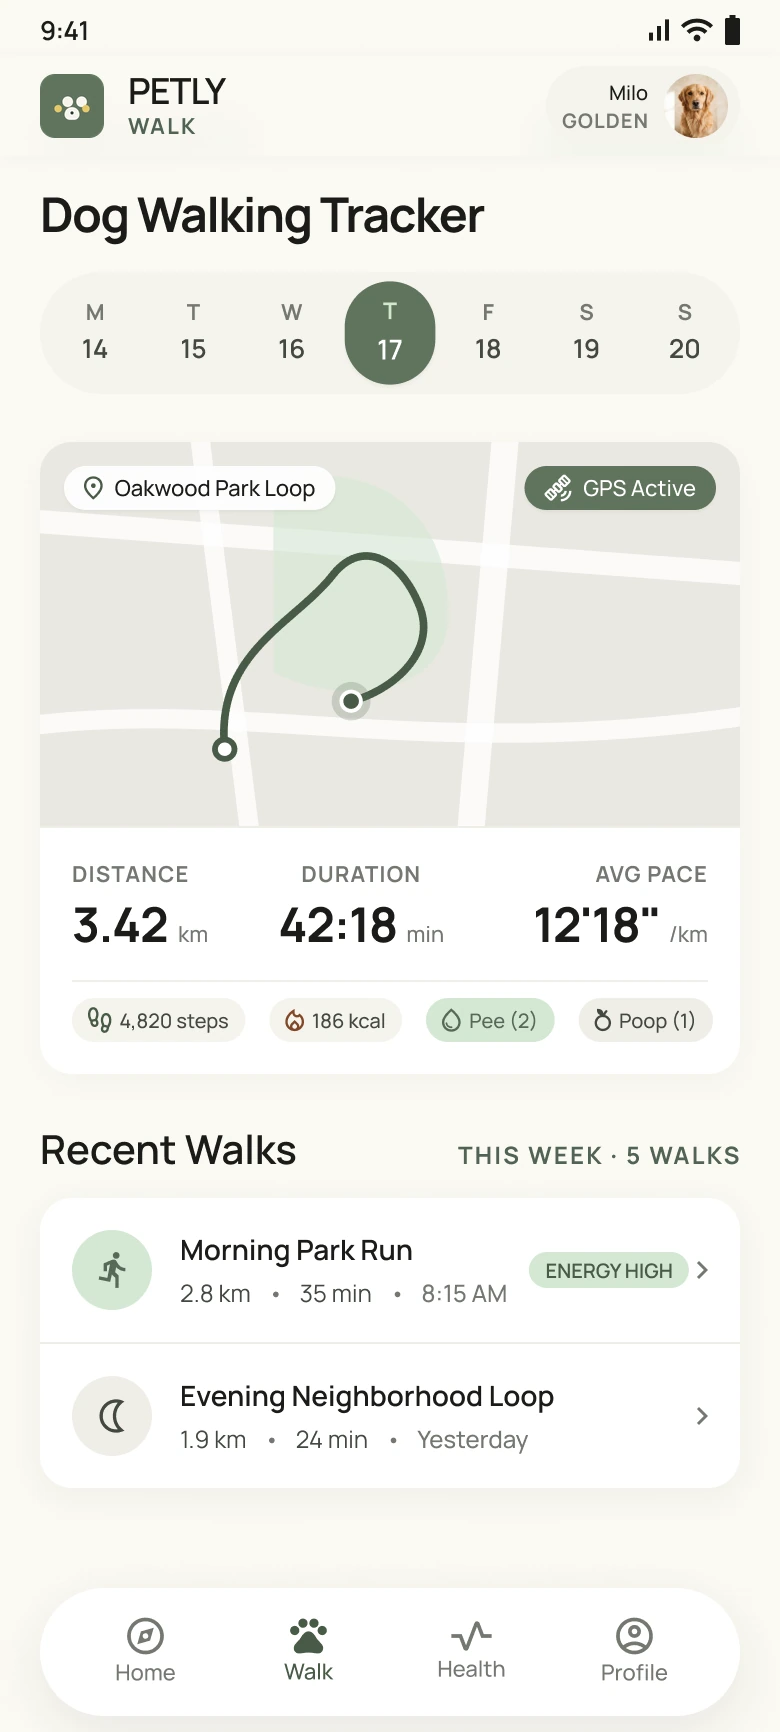 9:41
PETLY
WALK
Milo
GOLDEN
Dog Walking Tracker
M T W T F S S
14 15 16 17 18 19 20
Oakwood Park Loop
GPS Active
DISTANCE DURATION AVG PACE
3.42 km 42:18 min 12'18" /km
4,820 steps 186 kcal Pee (2) Poop (1)
Recent Walks THIS WEEK · 5 WALKS
Morning Park Run
2.8 km • 35 min • 8:15 AM
ENERGY HIGH
Evening Neighborhood Loop
1.9 km • 24 min • Yesterday
Home Walk Health Profile